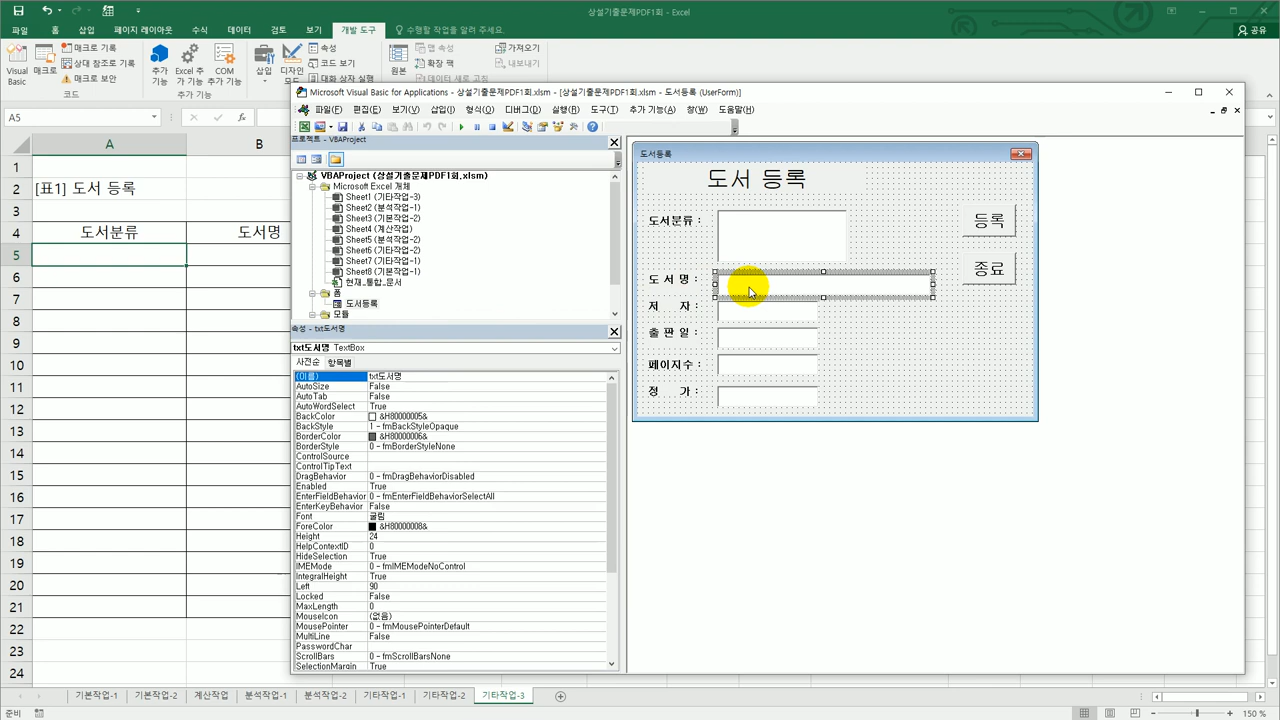 상설기출문제PDF1회.xlsm - Excel
파일 홈 삽입 페이지 레이아웃 수식 데이터 검토 보기 개발 도구 수행할 작업을 알려 주세요. 공유
Visual Basic
매크로
매크로 기록
상대 참조로 기록
매크로 보안
코드
추가 기능
Excel 추가 기능
COM 추가 기능
추가 기능
삽입
디자인 모드
속성
코드 보기
대화 상자 실행
원본
맵 속성
확장 팩
데이터 새로 고침
가져오기
내보내기
A5
fx
A B
1
2 [표1] 도서 등록
3
4 도서분류 도서명
5
6
7
8
9
10
11
12
13
14
15
16
17
18
19
20
21
22
23
24
Microsoft Visual Basic for Applications - 상설기출문제PDF1회.xlsm - [상설기출문제PDF1회.xlsm - 도서등록 (UserForm)]
파일(F) 편집(E) 보기(V) 삽입(I) 형식(O) 디버그(D) 실행(R) 도구(T) 추가 기능(A) 창(W) 도움말(H)
프로젝트 - VBAProject
VBAProject (상설기출문제PDF1회.xlsm)
Microsoft Excel 개체
Sheet1 (기타작업-3)
Sheet2 (분석작업-1)
Sheet3 (기본작업-2)
Sheet4 (계산작업)
Sheet5 (분석작업-2)
Sheet6 (기타작업-2)
Sheet7 (기타작업-1)
Sheet8 (기본작업-1)
현재_통합_문서
폼
도서등록
모듈
속성 - txt도서명
txt도서명 TextBox
사전순 항목별
(이름) txt도서명
AutoSize False
AutoTab False
AutoWordSelect True
BackColor &H80000005&
BackStyle 1 - fmBackStyleOpaque
BorderColor &H80000006&
BorderStyle 0 - fmBorderStyleNone
ControlSource
ControlTipText
DragBehavior 0 - fmDragBehaviorDisabled
Enabled True
EnterFieldBehavior 0 - fmEnterFieldBehaviorSelectAll
EnterKeyBehavior False
Font 굴림
ForeColor &H80000008&
Height 24
HelpContextID 0
HideSelection True
IMEMode 0 - fmIMEModeNoControl
IntegralHeight True
Left 90
Locked False
MaxLength 0
MouseIcon (없음)
MousePointer 0 - fmMousePointerDefault
MultiLine False
PasswordChar
ScrollBars 0 - fmScrollBarsNone
SelectionMargin True
도서등록
도서 등록
도서분류 :
도 서 명 :
저 자 :
출 판 일 :
페이지수 :
정 가 :
등록
종료
기본작업-1 기본작업-2 계산작업 분석작업-1 분석작업-2 기타작업-1 기타작업-2 기타작업-3
준비
150 %